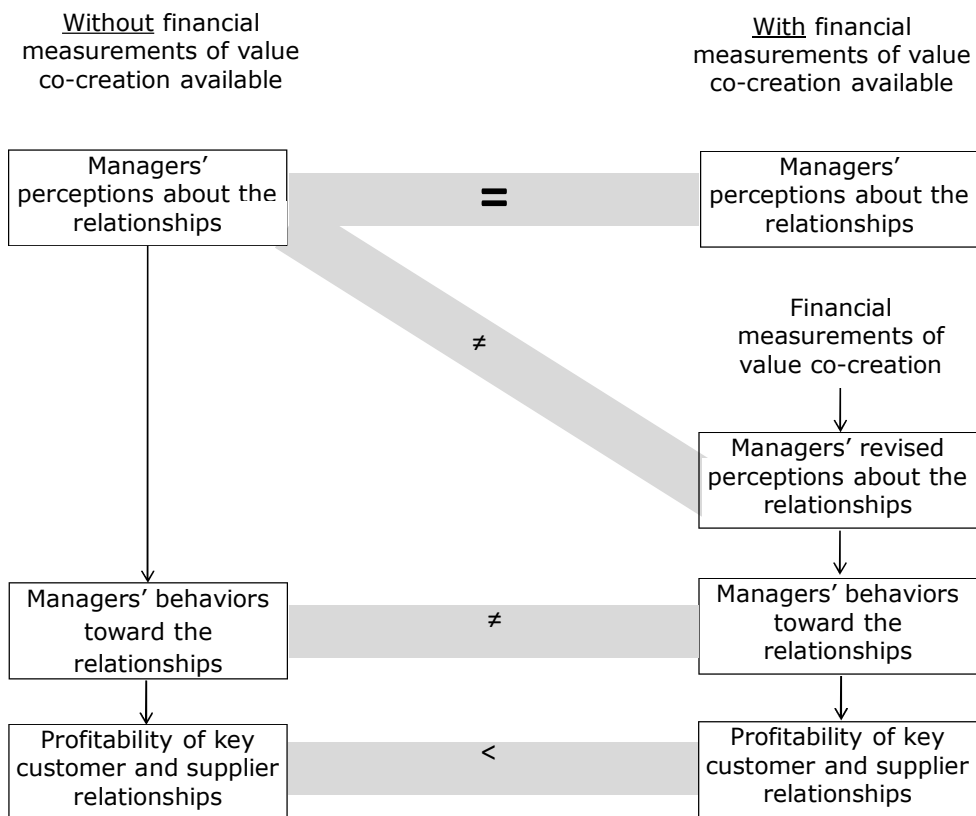 Without financial
measurements of value
co-creation available
With financial
measurements of value
co-creation available
Managers’
perceptions about the
relationships
=
Managers’
perceptions about the
relationships
≠
Financial
measurements of
value co-creation
Managers’ revised
perceptions about the
relationships
Managers’ behaviors
toward the
relationships
≠
Managers’ behaviors
toward the
relationships
Profitability of key
customer and supplier
relationships
<
Profitability of key
customer and supplier
relationships